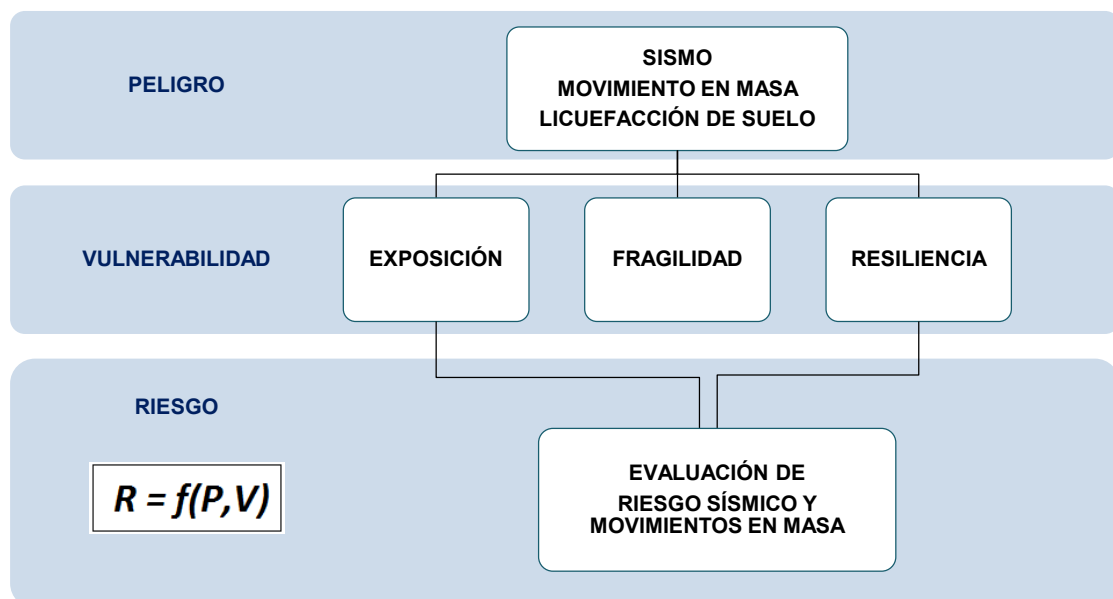 PELIGRO
SISMO
MOVIMIENTO EN MASA
LICUEFACCIÓN DE SUELO
VULNERABILIDAD
EXPOSICIÓN
FRAGILIDAD
RESILIENCIA
RIESGO
R = f(P,V)
EVALUACIÓN DE
RIESGO SÍSMICO Y
MOVIMIENTOS EN MASA